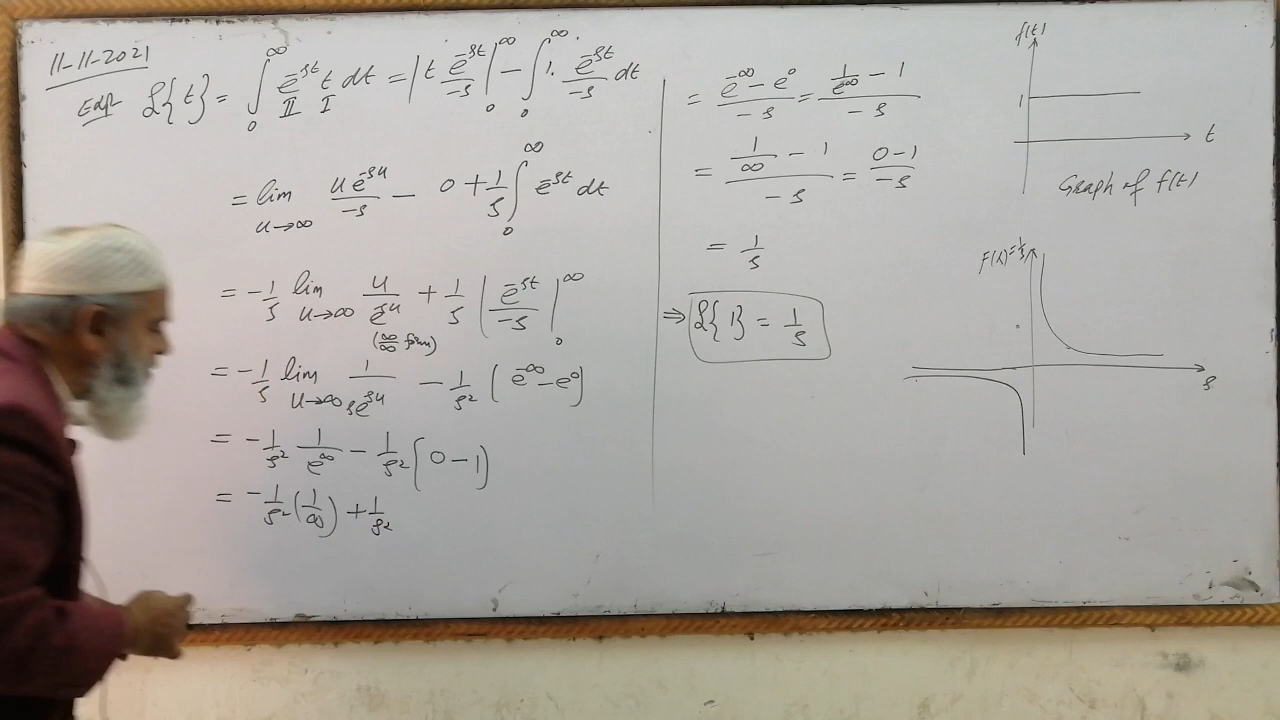 11-11-2021
Exp ℒ{t} = ∫₀^∞ e^{-st} t dt = |t e^{-st}/-s|₀^∞ - ∫₀^∞ 1. e^{-st}/-s dt
II I
= lim_{u→∞} u e^{-su}/-s - 0 + 1/s ∫₀^∞ e^{-st} dt
= -1/s lim_{u→∞} u/e^{su} + 1/s |e^{-st}/-s|₀^∞
(∞/∞ form)
= -1/s lim_{u→∞} 1/se^{su} - 1/s² (e^{-∞} - e^0)
= -1/s² 1/e^∞ - 1/s² (0 - 1)
= -1/s² (1/∞) + 1/s²
= (e^{-∞} - e^0)/-s = (1/e^∞ - 1)/-s
= (1/∞ - 1)/-s = (0 - 1)/-s
= 1/s
⇒ ℒ{1} = 1/s
f(t)
1
t
Graph of f(t)
F(s)=1/s
s